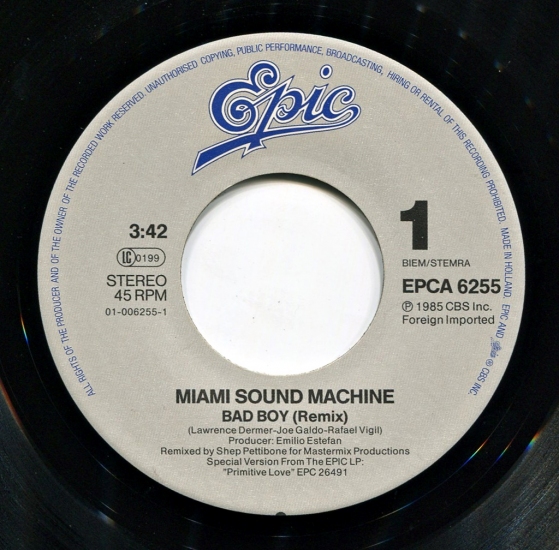 ALL RIGHTS OF THE PRODUCER AND OF THE OWNER OF THE RECORDED WORK RESERVED. UNAUTHORISED COPYING, PUBLIC PERFORMANCE, BROADCASTING, HIRING OR RENTAL OF THIS RECORDING PROHIBITED. MADE IN HOLLAND. EPIC AND ® CBS INC.
Epic
3:42
LC 0199
STEREO
45 RPM
01-006255-1
1
BIEM/STEMRA
EPCA 6255
℗ 1985 CBS Inc.
Foreign Imported
MIAMI SOUND MACHINE
BAD BOY (Remix)
(Lawrence Dermer-Joe Galdo-Rafael Vigil)
Producer: Emilio Estefan
Remixed by Shep Pettibone for Mastermix Productions
Special Version From The EPIC LP:
"Primitive Love" EPC 26491